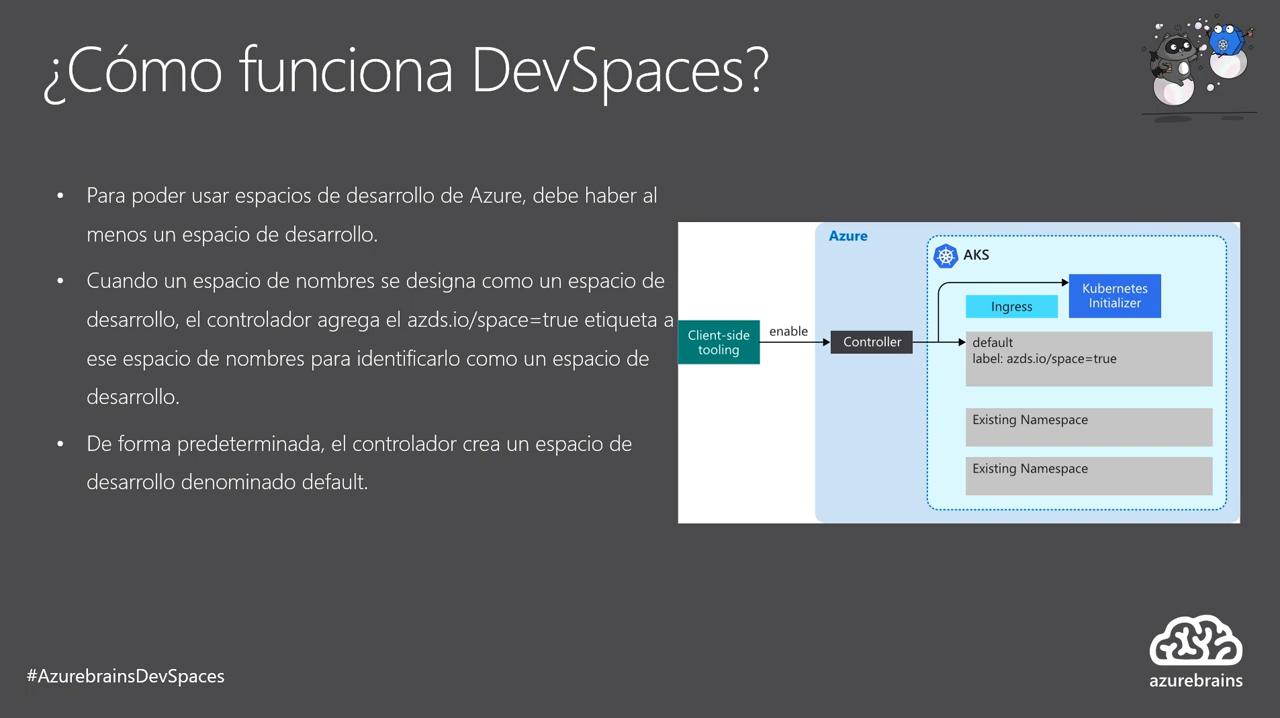 ¿Cómo funciona DevSpaces?
• Para poder usar espacios de desarrollo de Azure, debe haber al
menos un espacio de desarrollo.
• Cuando un espacio de nombres se designa como un espacio de
desarrollo, el controlador agrega el azds.io/space=true etiqueta a
ese espacio de nombres para identificarlo como un espacio de
desarrollo.
• De forma predeterminada, el controlador crea un espacio de
desarrollo denominado default.
Azure
AKS
Kubernetes
Initializer
Ingress
Client-side
tooling
enable
Controller
default
label: azds.io/space=true
Existing Namespace
Existing Namespace
#AzurebrainsDevSpaces
azurebrains